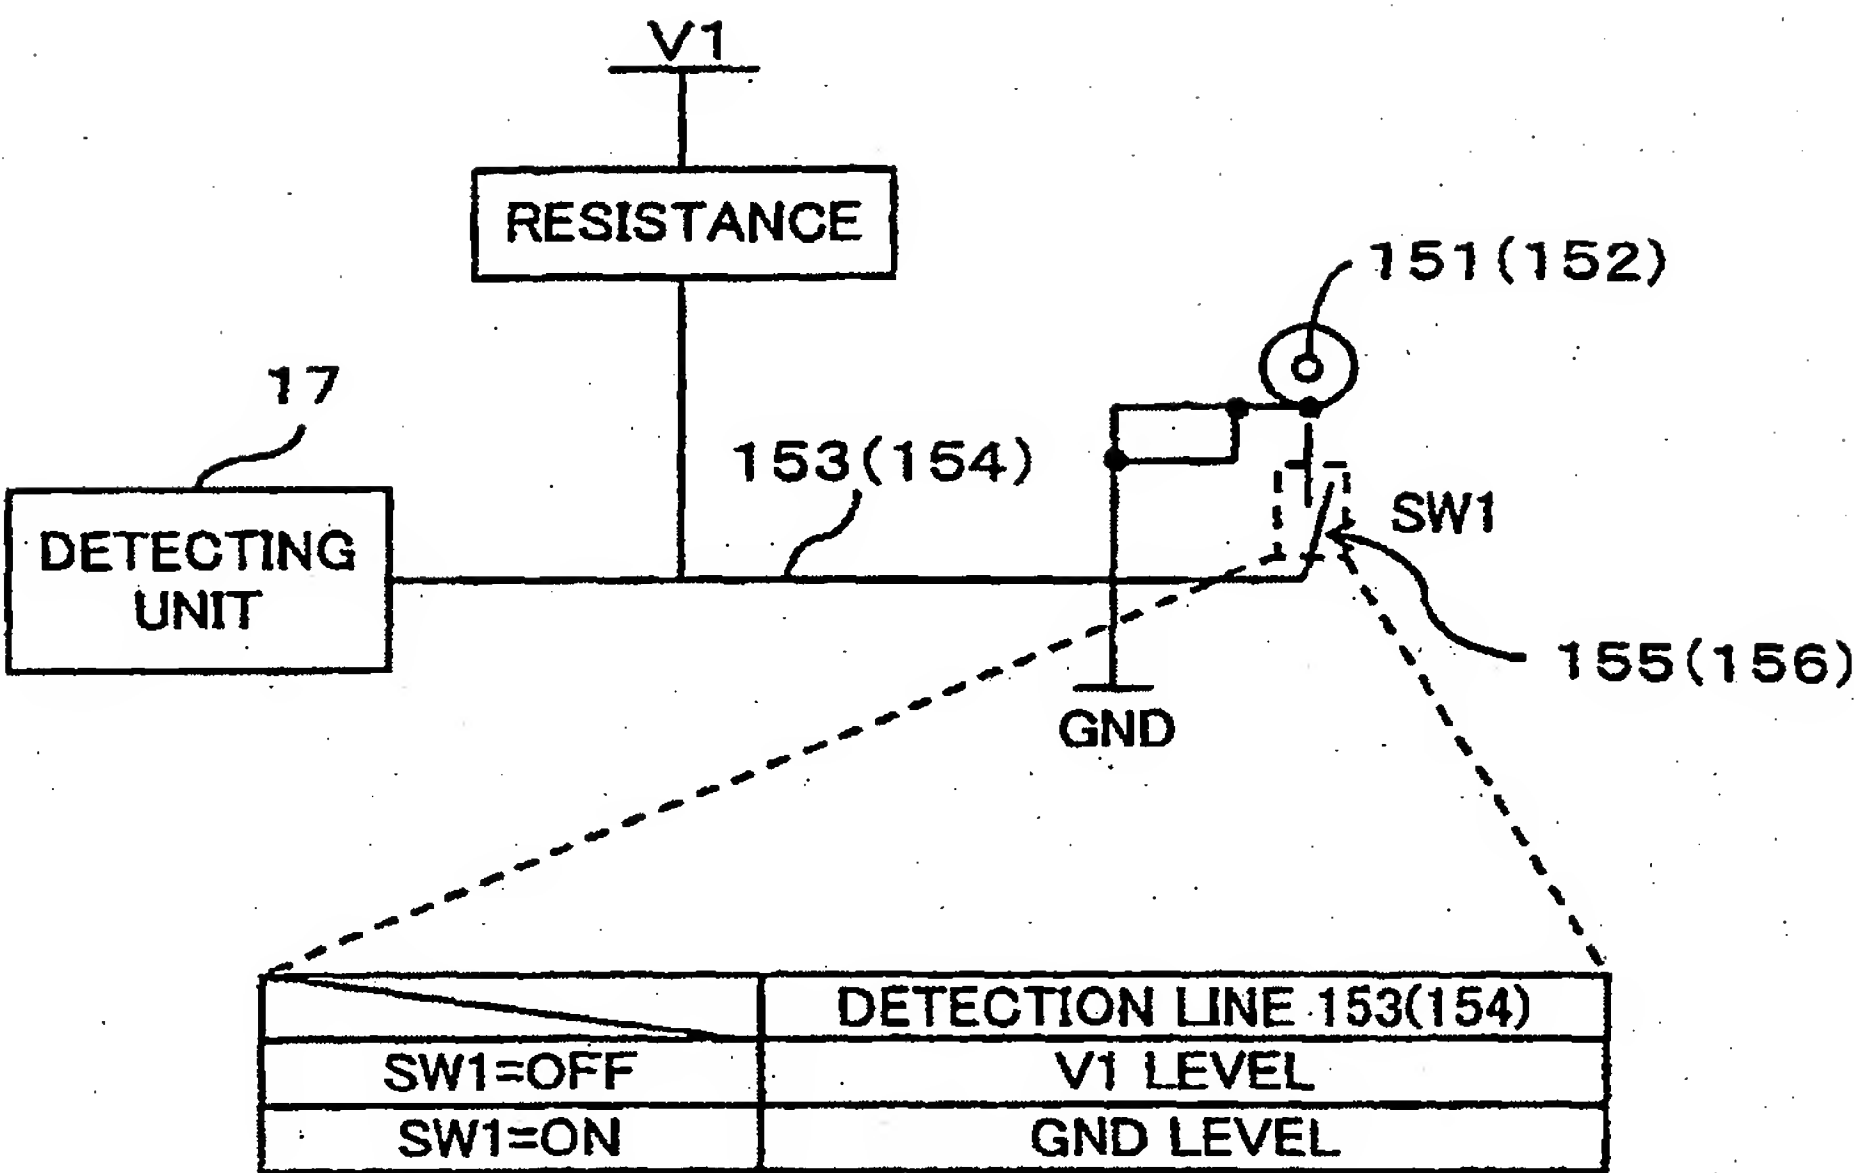 V1
RESISTANCE
151(152)
17
153(154)
SW1
DETECTING
UNIT
155(156)
GND
DETECTION LINE 153(154)
SW1=OFF V1 LEVEL
SW1=ON GND LEVEL